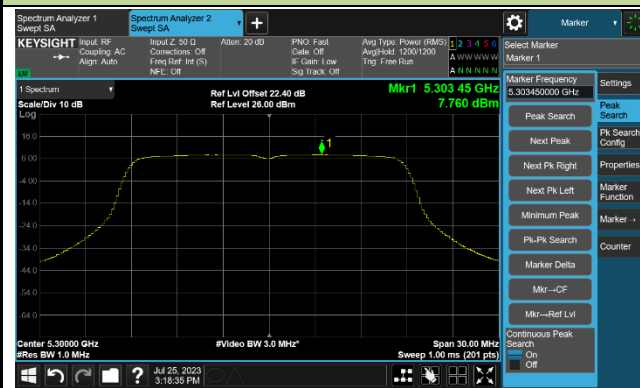 Spectrum Analyzer 1
Swept SA
Spectrum Analyzer 2
Swept SA
Marker
KEYSIGHT
Input: RF
Coupling: AC
Align: Auto
Input Z: 50 Ω
Corrections: Off
Freq Ref: Int (S)
NFE: Off
Atten: 20 dB
PNO: Fast
Gate: Off
IF Gain: Low
Sig Track: Off
Avg Type: Power (RMS)
Avg|Hold: 1200/1200
Trig: Free Run
1 2 3 4 5 6
A W W W W W
A N N N N N
LXI
Select Marker
Marker 1
1 Spectrum
Scale/Div 10 dB
Log
Ref Lvl Offset 22.40 dB
Ref Level 26.00 dBm
Mkr1 5.303 45 GHz
7.760 dBm
16.0
6.00
-4.00
-14.0
-24.0
-34.0
-44.0
-54.0
-64.0
1
Center 5.30000 GHz
#Res BW 1.0 MHz
#Video BW 3.0 MHz*
Span 30.00 MHz
Sweep 1.00 ms (201 pts)
Marker Frequency
5.303450000 GHz
Peak Search
Next Peak
Next Pk Right
Next Pk Left
Minimum Peak
Pk-Pk Search
Marker Delta
Mkr→CF
Mkr→Ref Lvl
Continuous Peak
Search
On
Off
Settings
Peak
Search
Pk Search
Config
Properties
Marker
Function
Marker→
Counter
?
Jul 25, 2023
3:18:35 PM